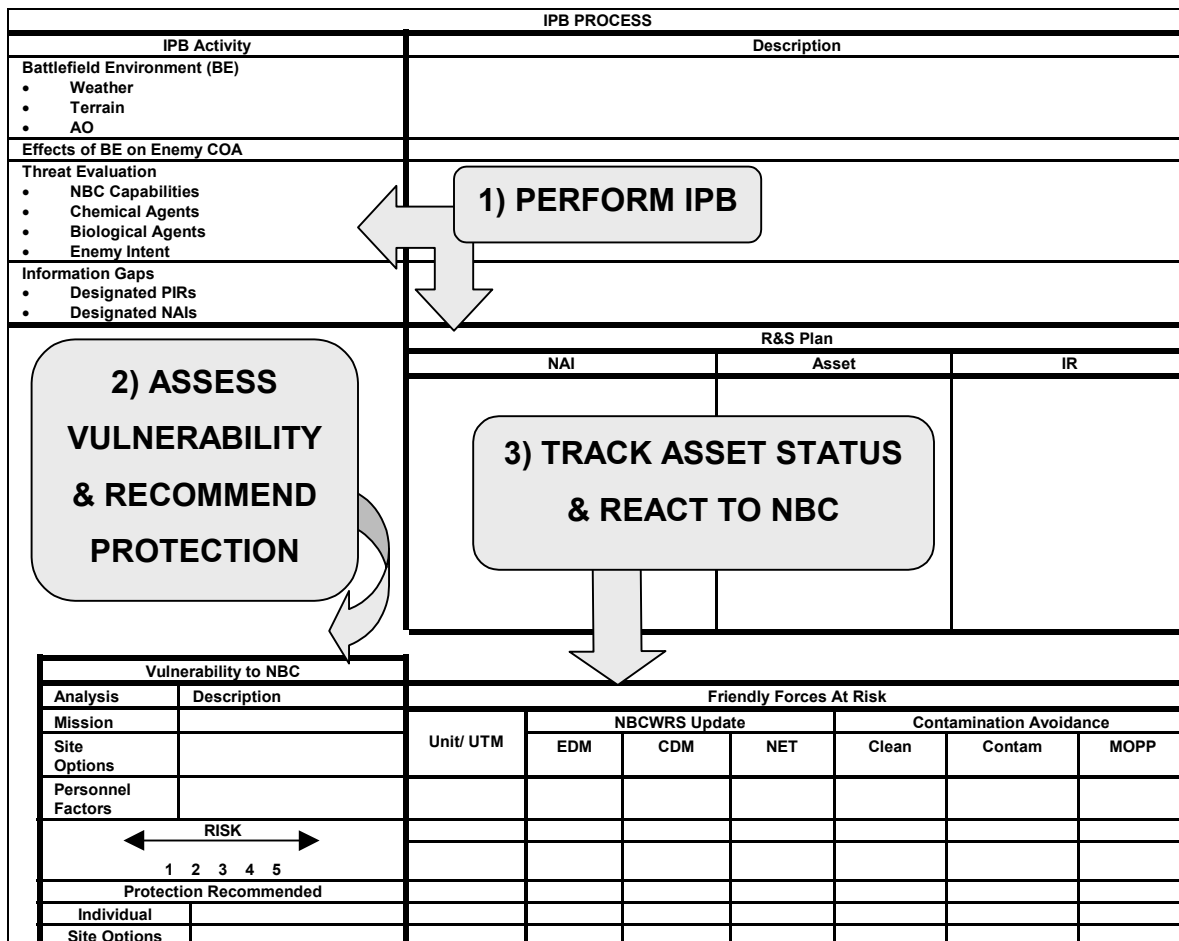 IPB PROCESS
IPB Activity
Description
Battlefield Environment (BE)
• Weather
• Terrain
• AO
Effects of BE on Enemy COA
Threat Evaluation
• NBC Capabilities
• Chemical Agents
• Biological Agents
• Enemy Intent
Information Gaps
• Designated PIRs
• Designated NAIs
1) PERFORM IPB
R&S Plan
NAI
Asset
IR
2) ASSESS
VULNERABILITY
& RECOMMEND
PROTECTION
3) TRACK ASSET STATUS
& REACT TO NBC
Vulnerability to NBC
Analysis
Description
Mission
Site
Options
Personnel
Factors
RISK
1 2 3 4 5
Protection Recommended
Individual
Site Options
Friendly Forces At Risk
Unit/ UTM
NBCWRS Update
Contamination Avoidance
EDM
CDM
NET
Clean
Contam
MOPP